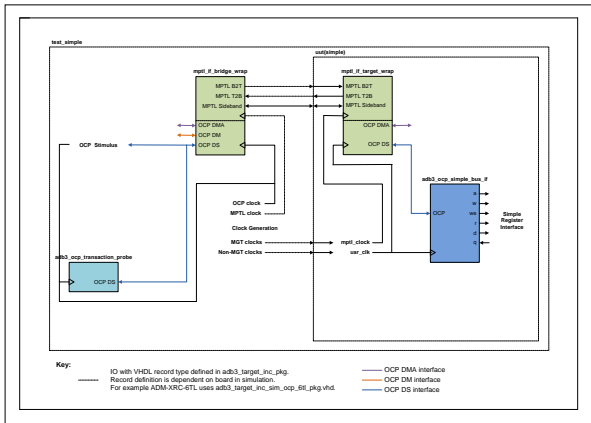 test_simple
uut(simple)
mptl_if_bridge_wrap
mptl_if_target_wrap
MPTL B2T
MPTL T2B
MPTL Sideband
MPTL B2T
MPTL T2B
MPTL Sideband
OCP DMA
OCP DM
OCP DS
OCP DMA
OCP DS
OCP Stimulus
adb3_ocp_simple_bus_if
OCP
a
w
we
r
d
q
Simple
Register
Interface
OCP clock
MPTL clock
Clock Generation
MGT clocks
Non-MGT clocks
mptl_clock
usr_clk
adb3_ocp_transaction_probe
OCP DS
Key:
IO with VHDL record type defined in adb3_target_inc_pkg.
Record definition is dependent on board in simulation.
For example ADM-XRC-6TL uses adb3_target_inc_sim_ocp_6tl_pkg.vhd.
OCP DMA interface
OCP DM interface
OCP DS interface